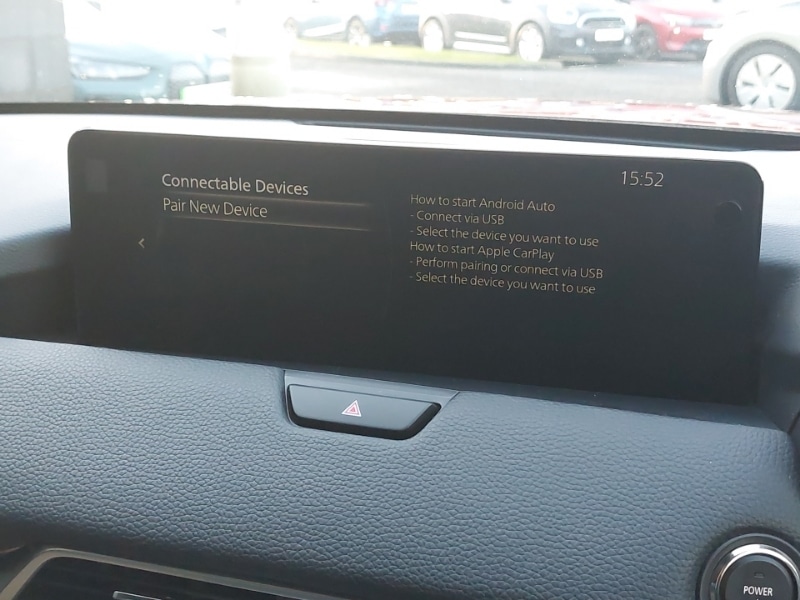 Connectable Devices
Pair New Device
15:52
How to start Android Auto
- Connect via USB
- Select the device you want to use
How to start Apple CarPlay
- Perform pairing or connect via USB
- Select the device you want to use
POWER